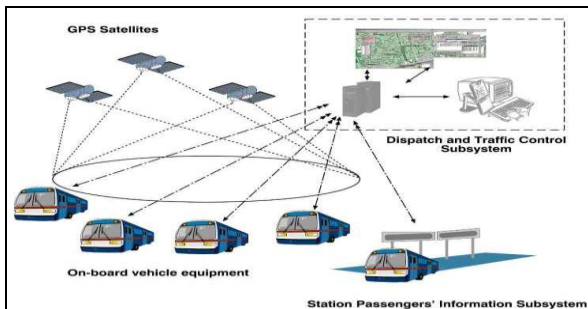 GPS Satellites
Dispatch and Traffic Control
Subsystem
On-board vehicle equipment
Station Passengers' Information Subsystem